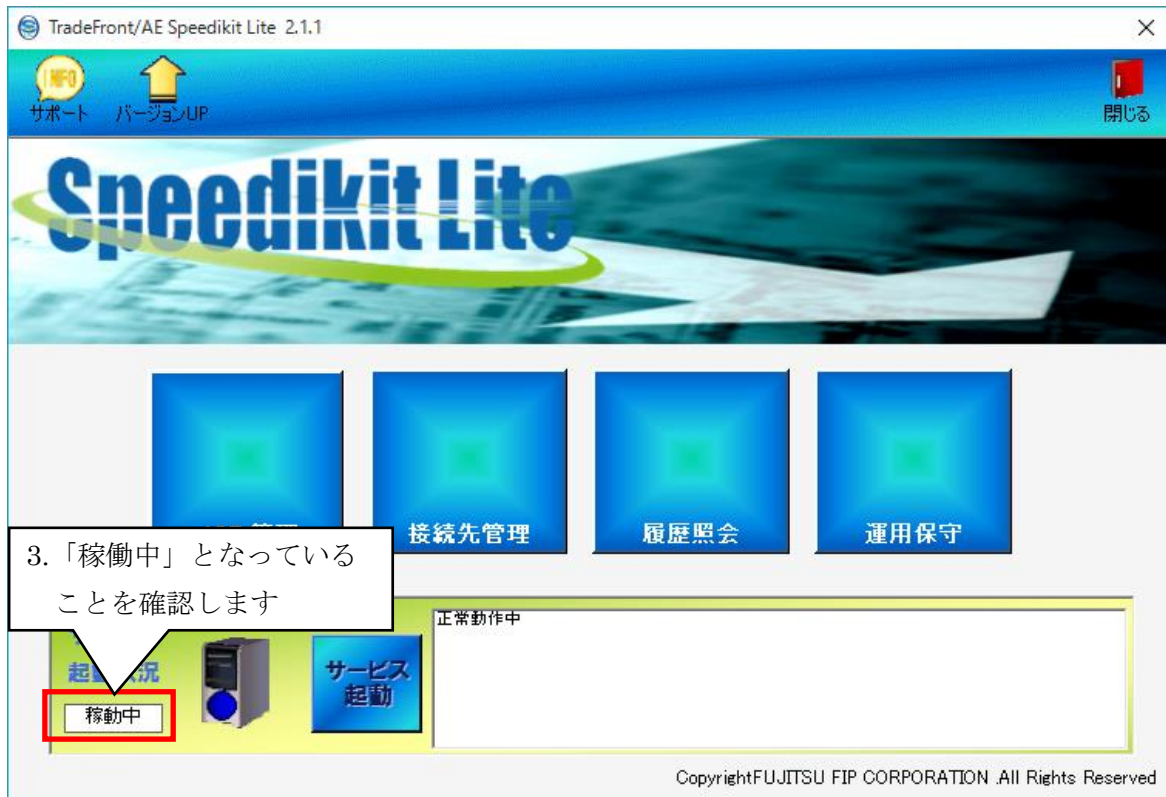 TradeFront/AE Speedikit Lite 2.1.1
サポート
バージョンUP
閉じる
Speedikit Lite
管理
接続先管理
履歴照会
運用保守
3.「稼働中」となっている
ことを確認します
正常動作中
サービス
起動
稼動中
CopyrightFUJITSU FIP CORPORATION .All Rights Reserved